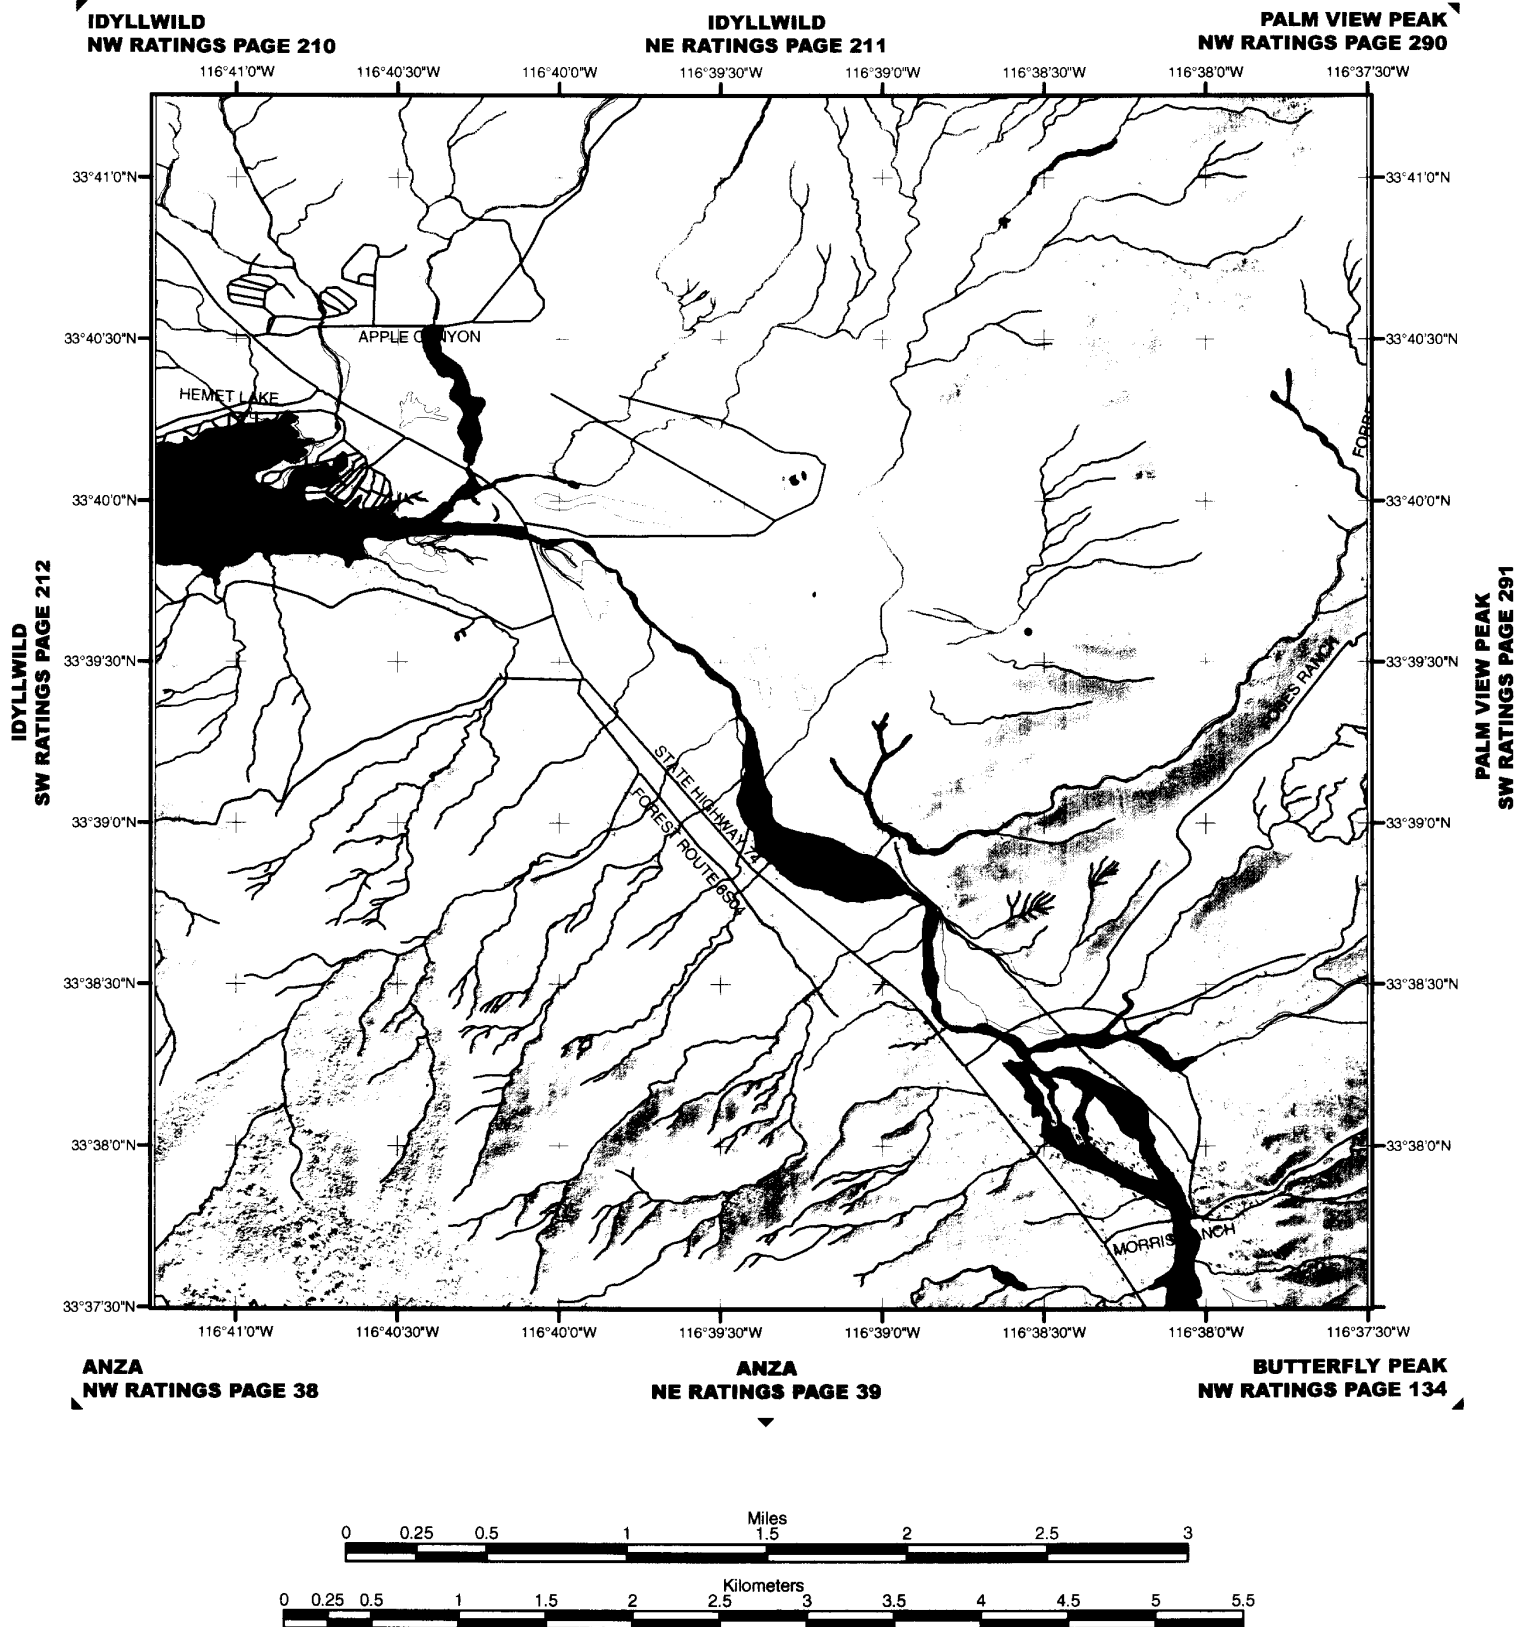 IDYLLWILD
NW RATINGS PAGE 210
IDYLLWILD
NE RATINGS PAGE 211
PALM VIEW PEAK
NW RATINGS PAGE 290
116°41'0"W 116°40'30"W 116°40'0"W 116°39'30"W 116°39'0"W 116°38'30"W 116°38'0"W 116°37'30"W
33°41'0"N 33°41'0"N
33°40'30"N APPLE CANYON 33°40'30"N
HEMET LAKE
33°40'0"N 33°40'0"N
IDYLLWILD
SW RATINGS PAGE 212
PALM VIEW PEAK
SW RATINGS PAGE 291
33°39'30"N 33°39'30"N
STATE HIGHWAY 74
FOREST ROUTE 6S04
33°39'0"N 33°39'0"N
33°38'30"N 33°38'30"N
33°38'0"N 33°38'0"N
33°37'30"N
116°41'0"W 116°40'30"W 116°40'0"W 116°39'30"W 116°39'0"W 116°38'30"W 116°38'0"W 116°37'30"W
ANZA
NW RATINGS PAGE 38
ANZA
NE RATINGS PAGE 39
BUTTERFLY PEAK
NW RATINGS PAGE 134
Miles
0 0.25 0.5 1 1.5 2 2.5 3
Kilometers
0 0.25 0.5 1 1.5 2 2.5 3 3.5 4 4.5 5 5.5